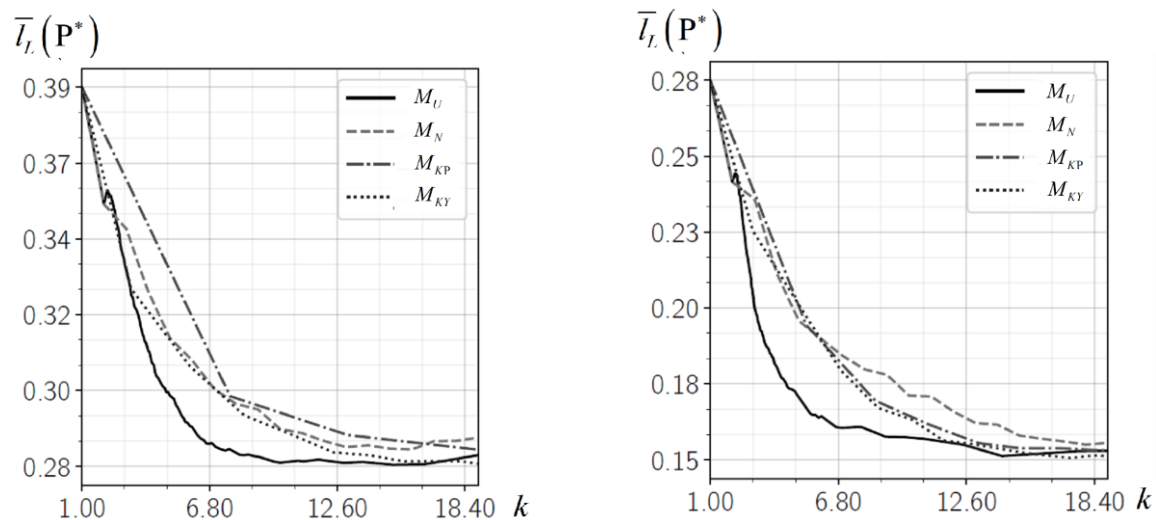 l̅_L(P*)
0.39
0.37
0.34
0.32
0.30
0.28
1.00 6.80 12.60 18.40 k
M_U
M_N
M_KP
M_KY
l̅_L(P*)
0.28
0.25
0.23
0.20
0.18
0.15
1.00 6.80 12.60 18.40 k
M_U
M_N
M_KP
M_KY